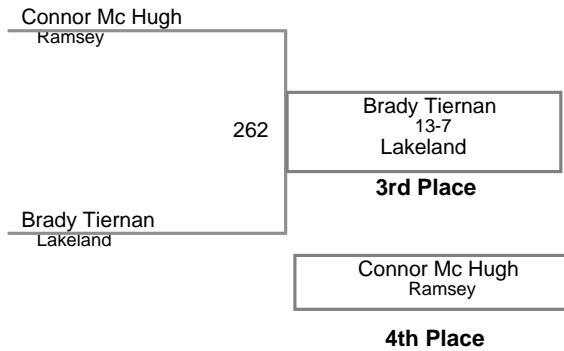 Connor Mc Hugh
Ramsey
262
Brady Tiernan
13-7
Lakeland
3rd Place
Brady Tiernan
Lakeland
Connor Mc Hugh
Ramsey
4th Place